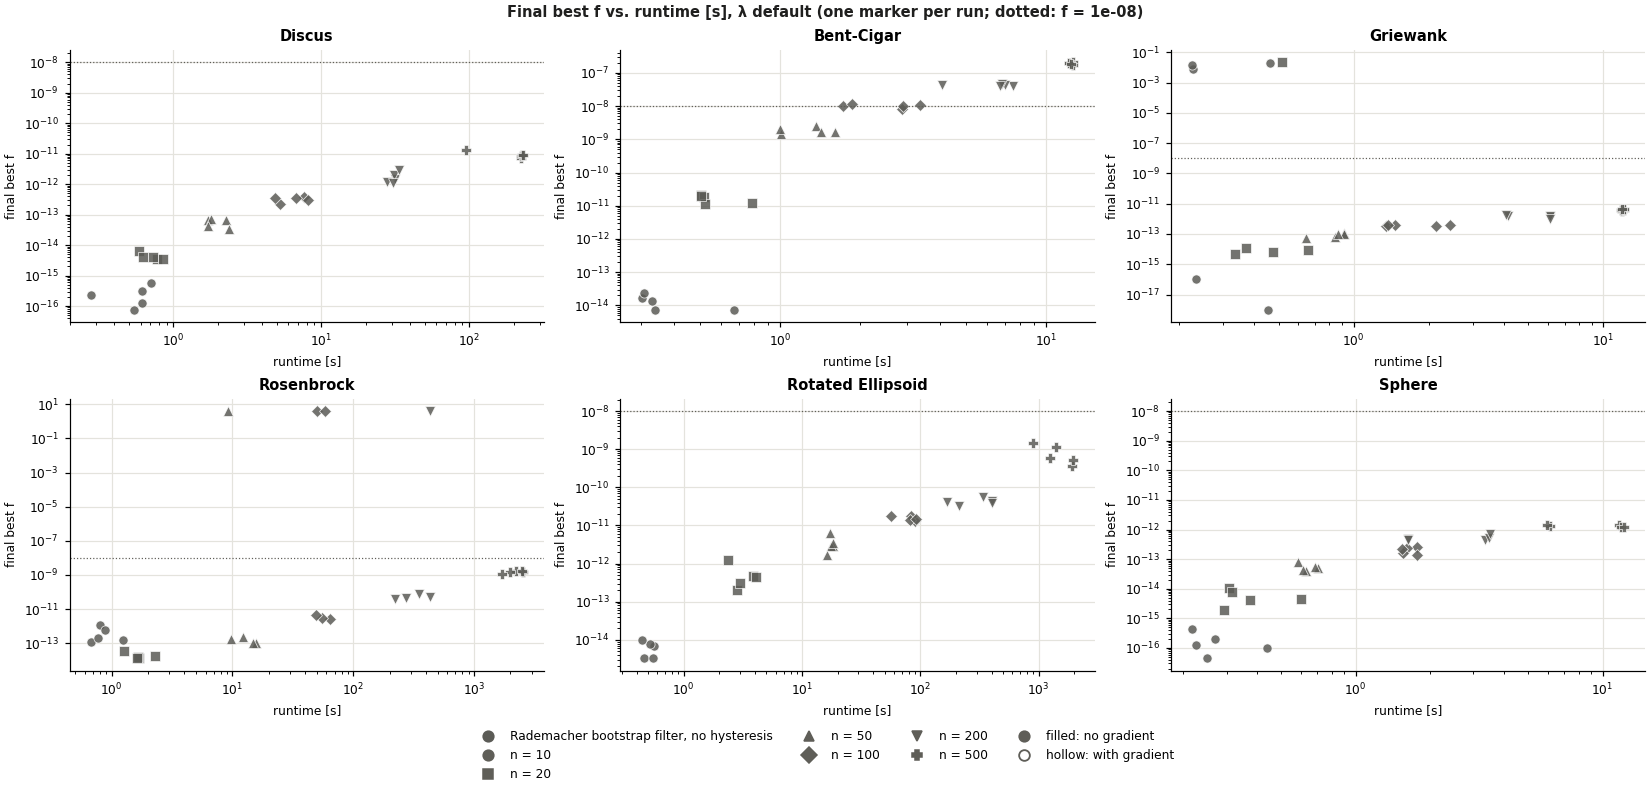 Final best f vs. runtime [s], λ default (one marker per run; dotted: f = 1e-08)
Discus
10⁻⁸
10⁻⁹
10⁻¹⁰
10⁻¹¹
10⁻¹²
10⁻¹³
10⁻¹⁴
10⁻¹⁵
10⁻¹⁶
final best f
10⁰ 10¹ 10²
runtime [s]
Bent-Cigar
10⁻⁷
10⁻⁸
10⁻⁹
10⁻¹⁰
10⁻¹¹
10⁻¹²
10⁻¹³
10⁻¹⁴
final best f
10⁰ 10¹
runtime [s]
Griewank
10⁻¹
10⁻³
10⁻⁵
10⁻⁷
10⁻⁹
10⁻¹¹
10⁻¹³
10⁻¹⁵
10⁻¹⁷
final best f
10⁰ 10¹
runtime [s]
Rosenbrock
10¹
10⁻¹
10⁻³
10⁻⁵
10⁻⁷
10⁻⁹
10⁻¹¹
10⁻¹³
final best f
10⁰ 10¹ 10² 10³
runtime [s]
Rotated Ellipsoid
10⁻⁸
10⁻⁹
10⁻¹⁰
10⁻¹¹
10⁻¹²
10⁻¹³
10⁻¹⁴
final best f
10⁰ 10¹ 10² 10³
runtime [s]
Sphere
10⁻⁸
10⁻⁹
10⁻¹⁰
10⁻¹¹
10⁻¹²
10⁻¹³
10⁻¹⁴
10⁻¹⁵
10⁻¹⁶
final best f
10⁰ 10¹
runtime [s]
Rademacher bootstrap filter, no hysteresis
n = 10
n = 20
n = 50
n = 100
n = 200
n = 500
filled: no gradient
hollow: with gradient